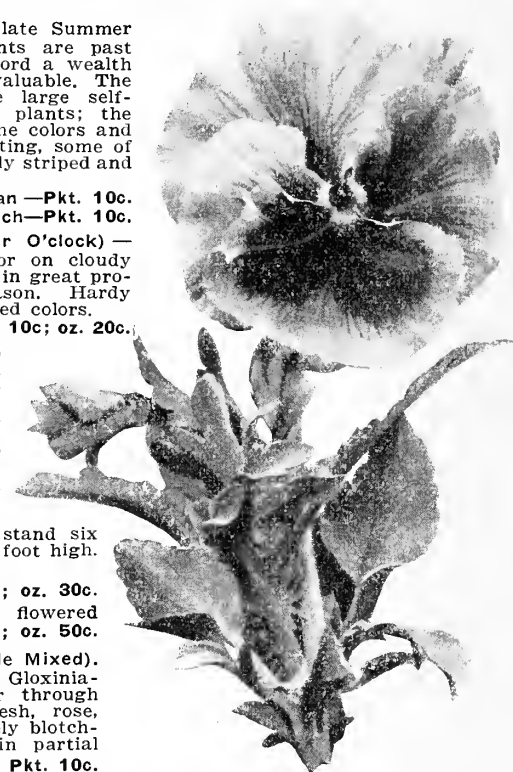 late Summer
nts are past
ord a wealth
valuable. The
e large self-
plants; the
ne colors and
ting, some of
ly striped and
an—Pkt. 10c.
ch—Pkt. 10c.
r O'clock) —
or on cloudy
in great pro-
ason. Hardy
ed colors.
10c; oz. 20c.
stand six
foot high.
; oz. 30c.
flowered
; oz. 50c.
le Mixed).
Gloxinia-
r through
esh, rose,
ly blotch-
in partial
Pkt. 10c.